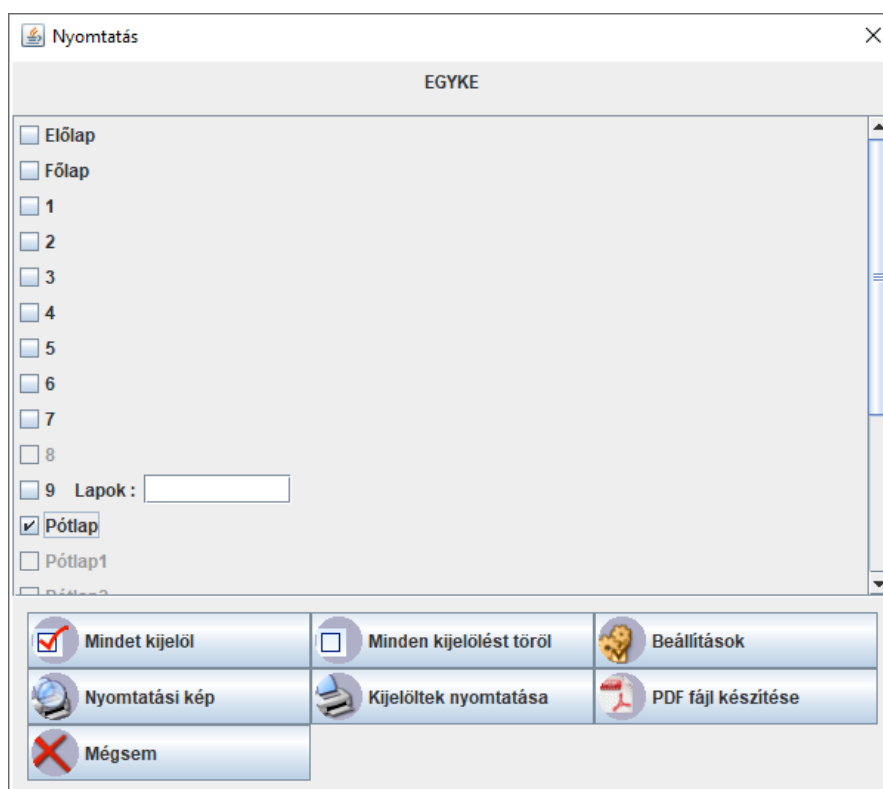 Nyomtatás
EGYKE
Előlap
Főlap
1
2
3
4
5
6
7
8
9 Lapok :
Pótlap
Pótlap1
Mindet kijelöl Minden kijelölést töröl Beállítások
Nyomtatási kép Kijelöltek nyomtatása PDF fájl készítése
Mégsem